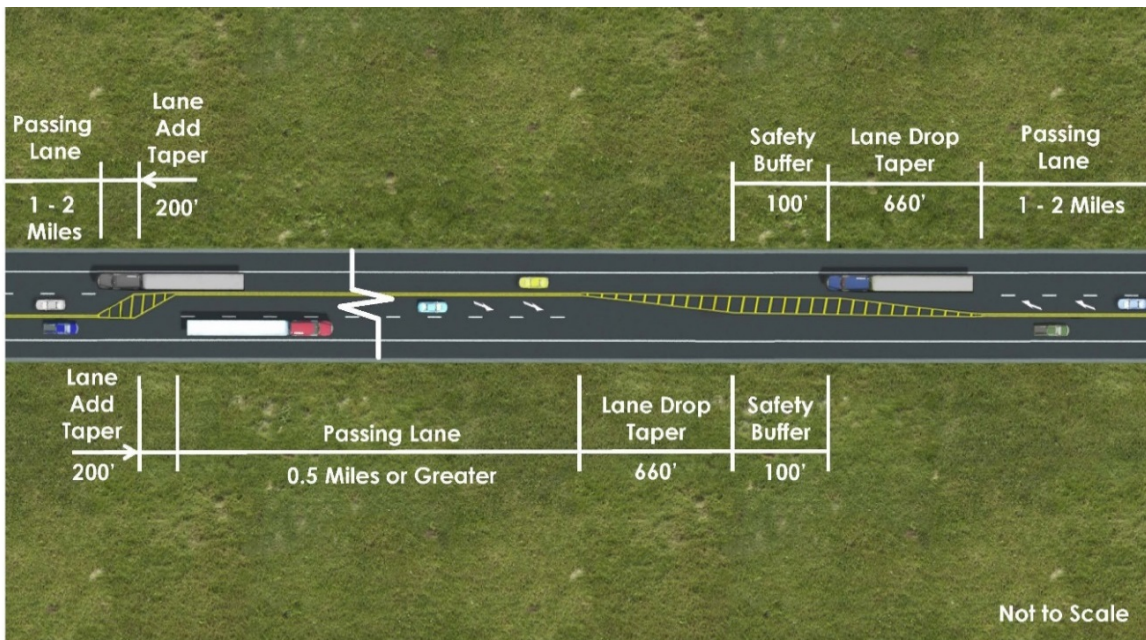 Passing
Lane
1 - 2
Miles
Lane
Add
Taper
200'
Safety
Buffer
100'
Lane Drop
Taper
660'
Passing
Lane
1 - 2 Miles
Lane
Add
Taper
200'
Passing Lane
0.5 Miles or Greater
Lane Drop
Taper
660'
Safety
Buffer
100'
Not to Scale